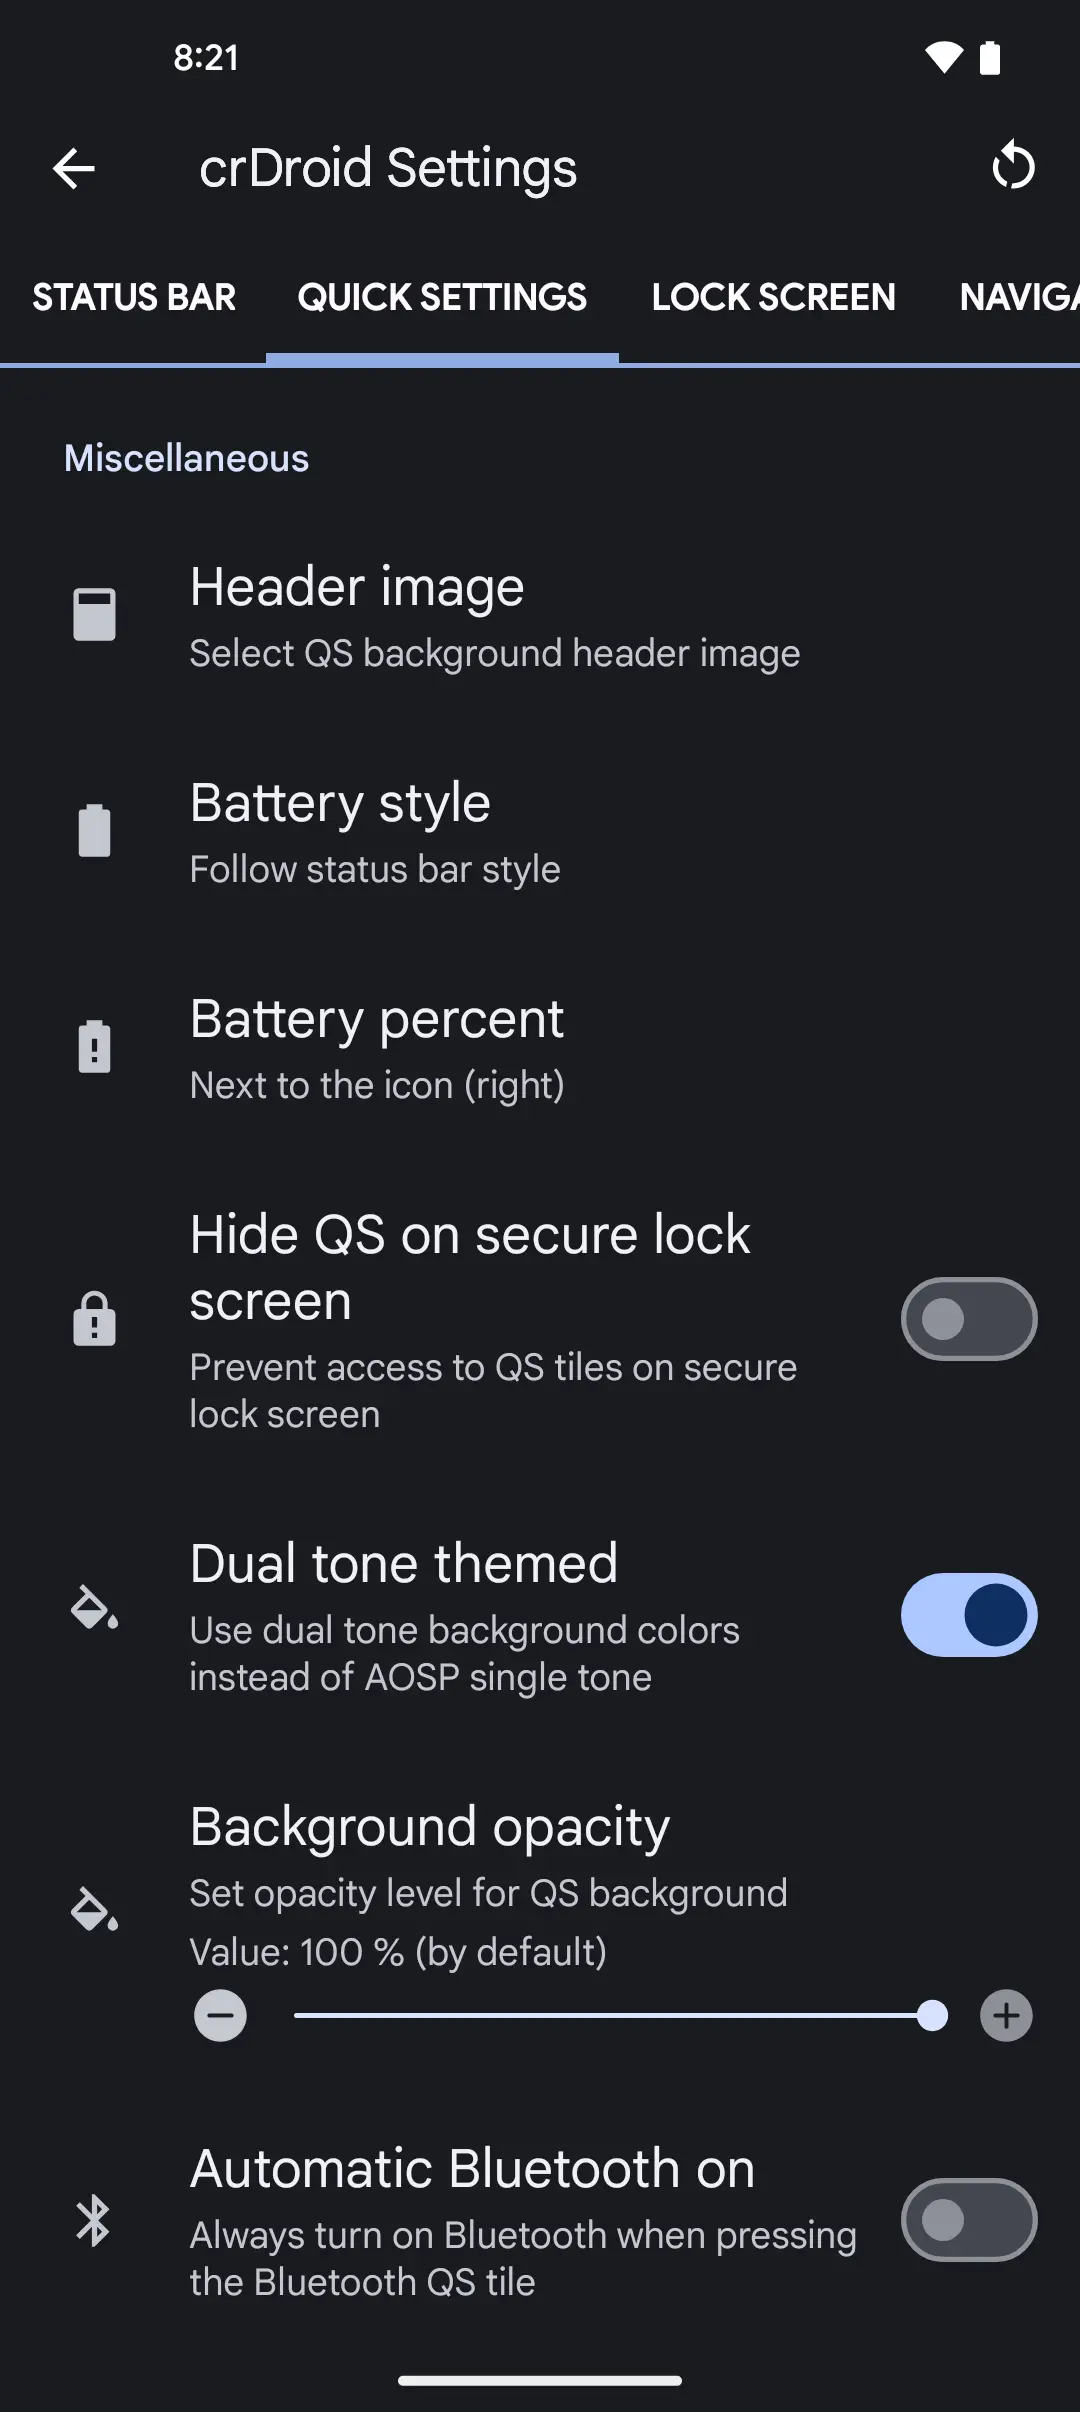 8:21
crDroid Settings
STATUS BAR
QUICK SETTINGS
LOCK SCREEN
NAVIGA
Miscellaneous
Header image
Select QS background header image
Battery style
Follow status bar style
Battery percent
Next to the icon (right)
Hide QS on secure lock
screen
Prevent access to QS tiles on secure
lock screen
Dual tone themed
Use dual tone background colors
instead of AOSP single tone
Background opacity
Set opacity level for QS background
Value: 100 % (by default)
Automatic Bluetooth on
Always turn on Bluetooth when pressing
the Bluetooth QS tile